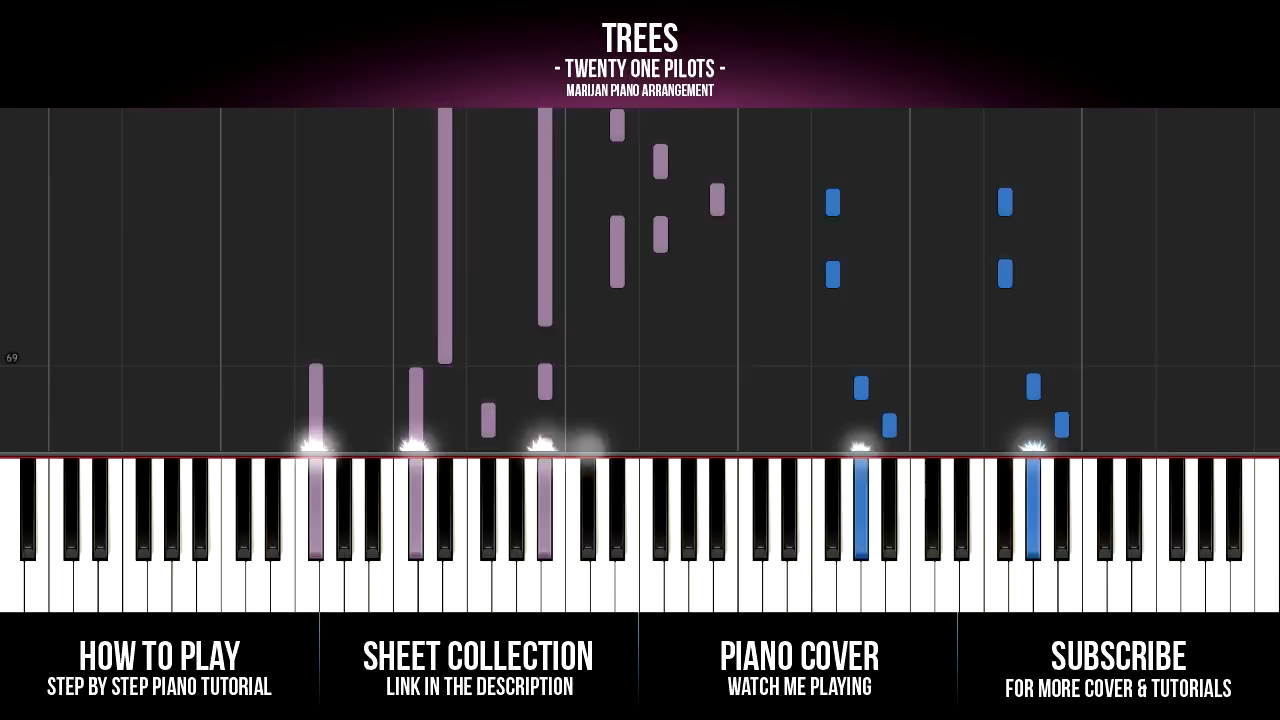 TREES
- TWENTY ONE PILOTS -
MARIJAN PIANO ARRANGEMENT
69
HOW TO PLAY
STEP BY STEP PIANO TUTORIAL
SHEET COLLECTION
LINK IN THE DESCRIPTION
PIANO COVER
WATCH ME PLAYING
SUBSCRIBE
FOR MORE COVER & TUTORIALS